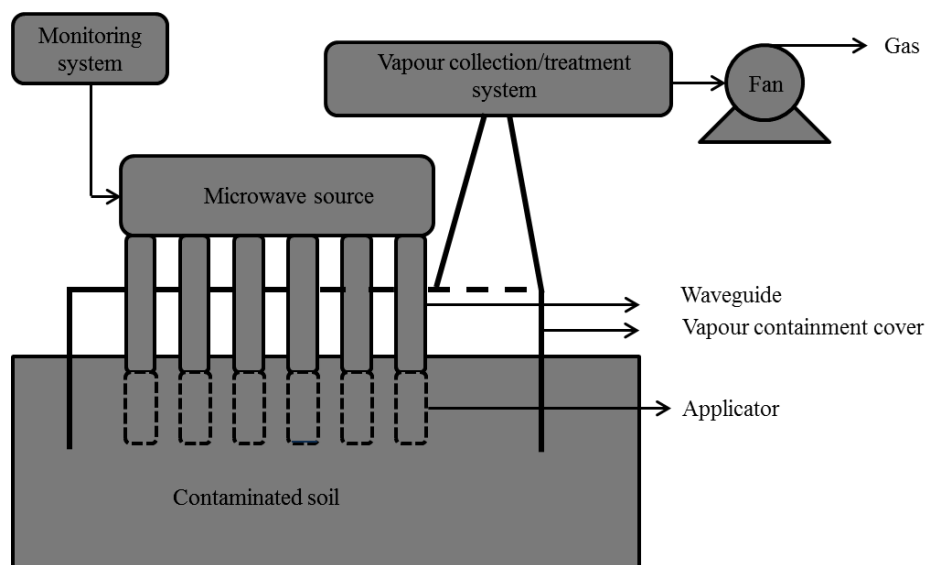 Monitoring
system
Vapour collection/treatment
system
Fan
Gas
Microwave source
Waveguide
Vapour containment cover
Applicator
Contaminated soil